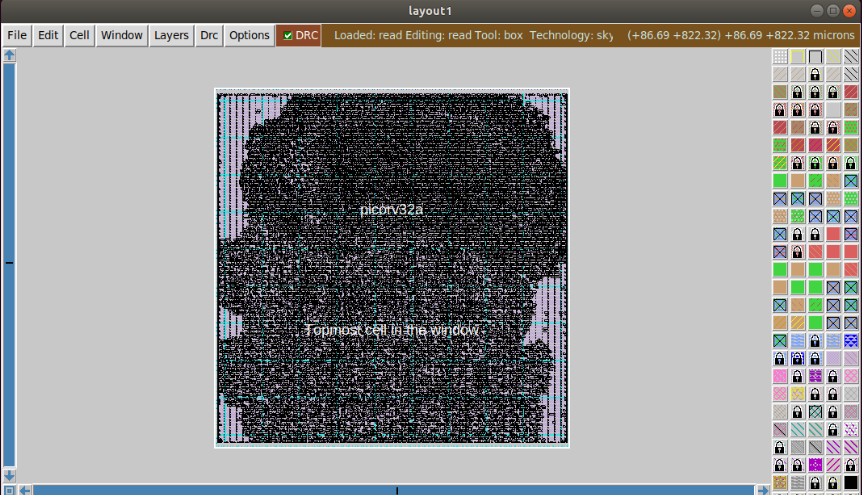 layout1
File Edit Cell Window Layers Drc Options DRC Loaded: read Editing: read Tool: box Technology: sky (+86.69 +822.32) +86.69 +822.32 microns
picorv32a
Topmost cell in the window